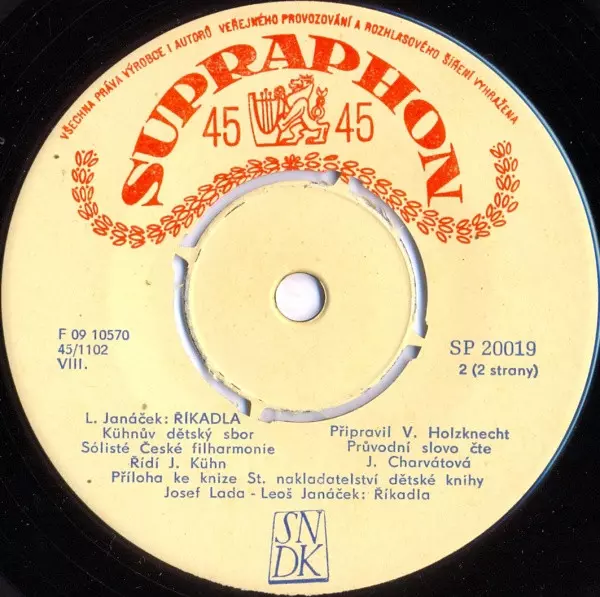 VŠECHNA PRÁVA VÝROBCE I AUTORŮ VEŘEJNÉHO PROVOZOVÁNÍ A ROZHLASOVÉHO ŠÍŘENÍ VYHRAŽENA
SUPRAPHON
45 45
F 09 10570
45/1102
VIII.
SP 20019
2 (2 strany)
L. Janáček: ŘÍKADLA
Kühnův dětský sbor
Sólisté České filharmonie
Řídí J. Kühn
Připravil V. Holzknecht
Průvodní slovo čte
J. Charvátová
Příloha ke knize St. nakladatelství dětské knihy
Josef Lada - Leoš Janáček: Říkadla
SN
DK